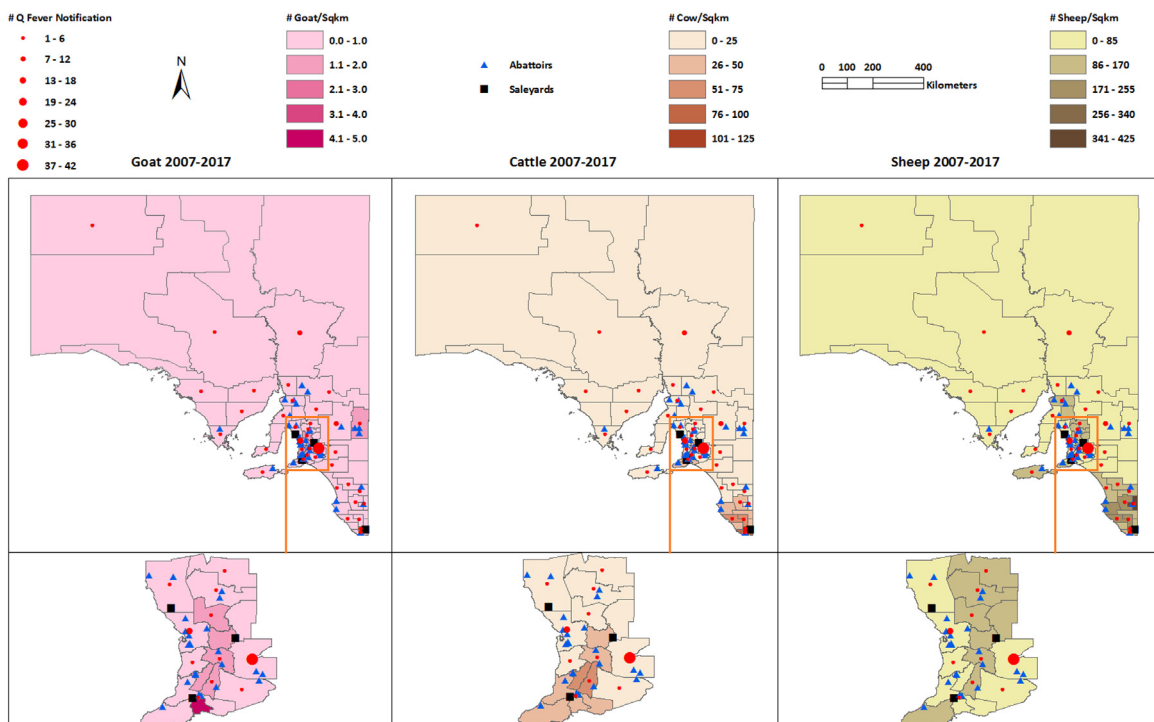 # Q Fever Notification
1 - 6
7 - 12
13 - 18
19 - 24
25 - 30
31 - 36
37 - 42
N
# Goat/Sqkm
0.0 - 1.0
1.1 - 2.0
2.1 - 3.0
3.1 - 4.0
4.1 - 5.0
Abattoirs
Saleyards
# Cow/Sqkm
0 - 25
26 - 50
51 - 75
76 - 100
101 - 125
0 100 200 400
Kilometers
# Sheep/Sqkm
0 - 85
86 - 170
171 - 255
256 - 340
341 - 425
Goat 2007-2017
Cattle 2007-2017
Sheep 2007-2017